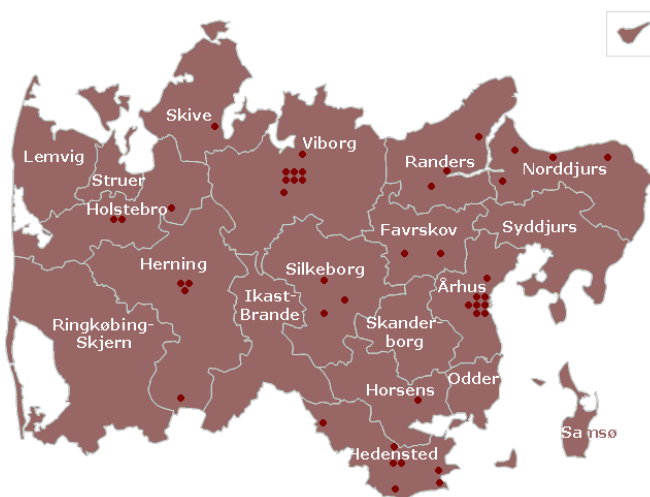 Skive
Viborg
Lemvig
Randers
Norddjurs
Struer
Holstebro
Favrskov
Syddjurs
Herning
Silkeborg
Århus
Ikast-
Brande
Ringkøbing-
Skjern
Skander-
borg
Horsens
Odder
Samsø
Hedensted